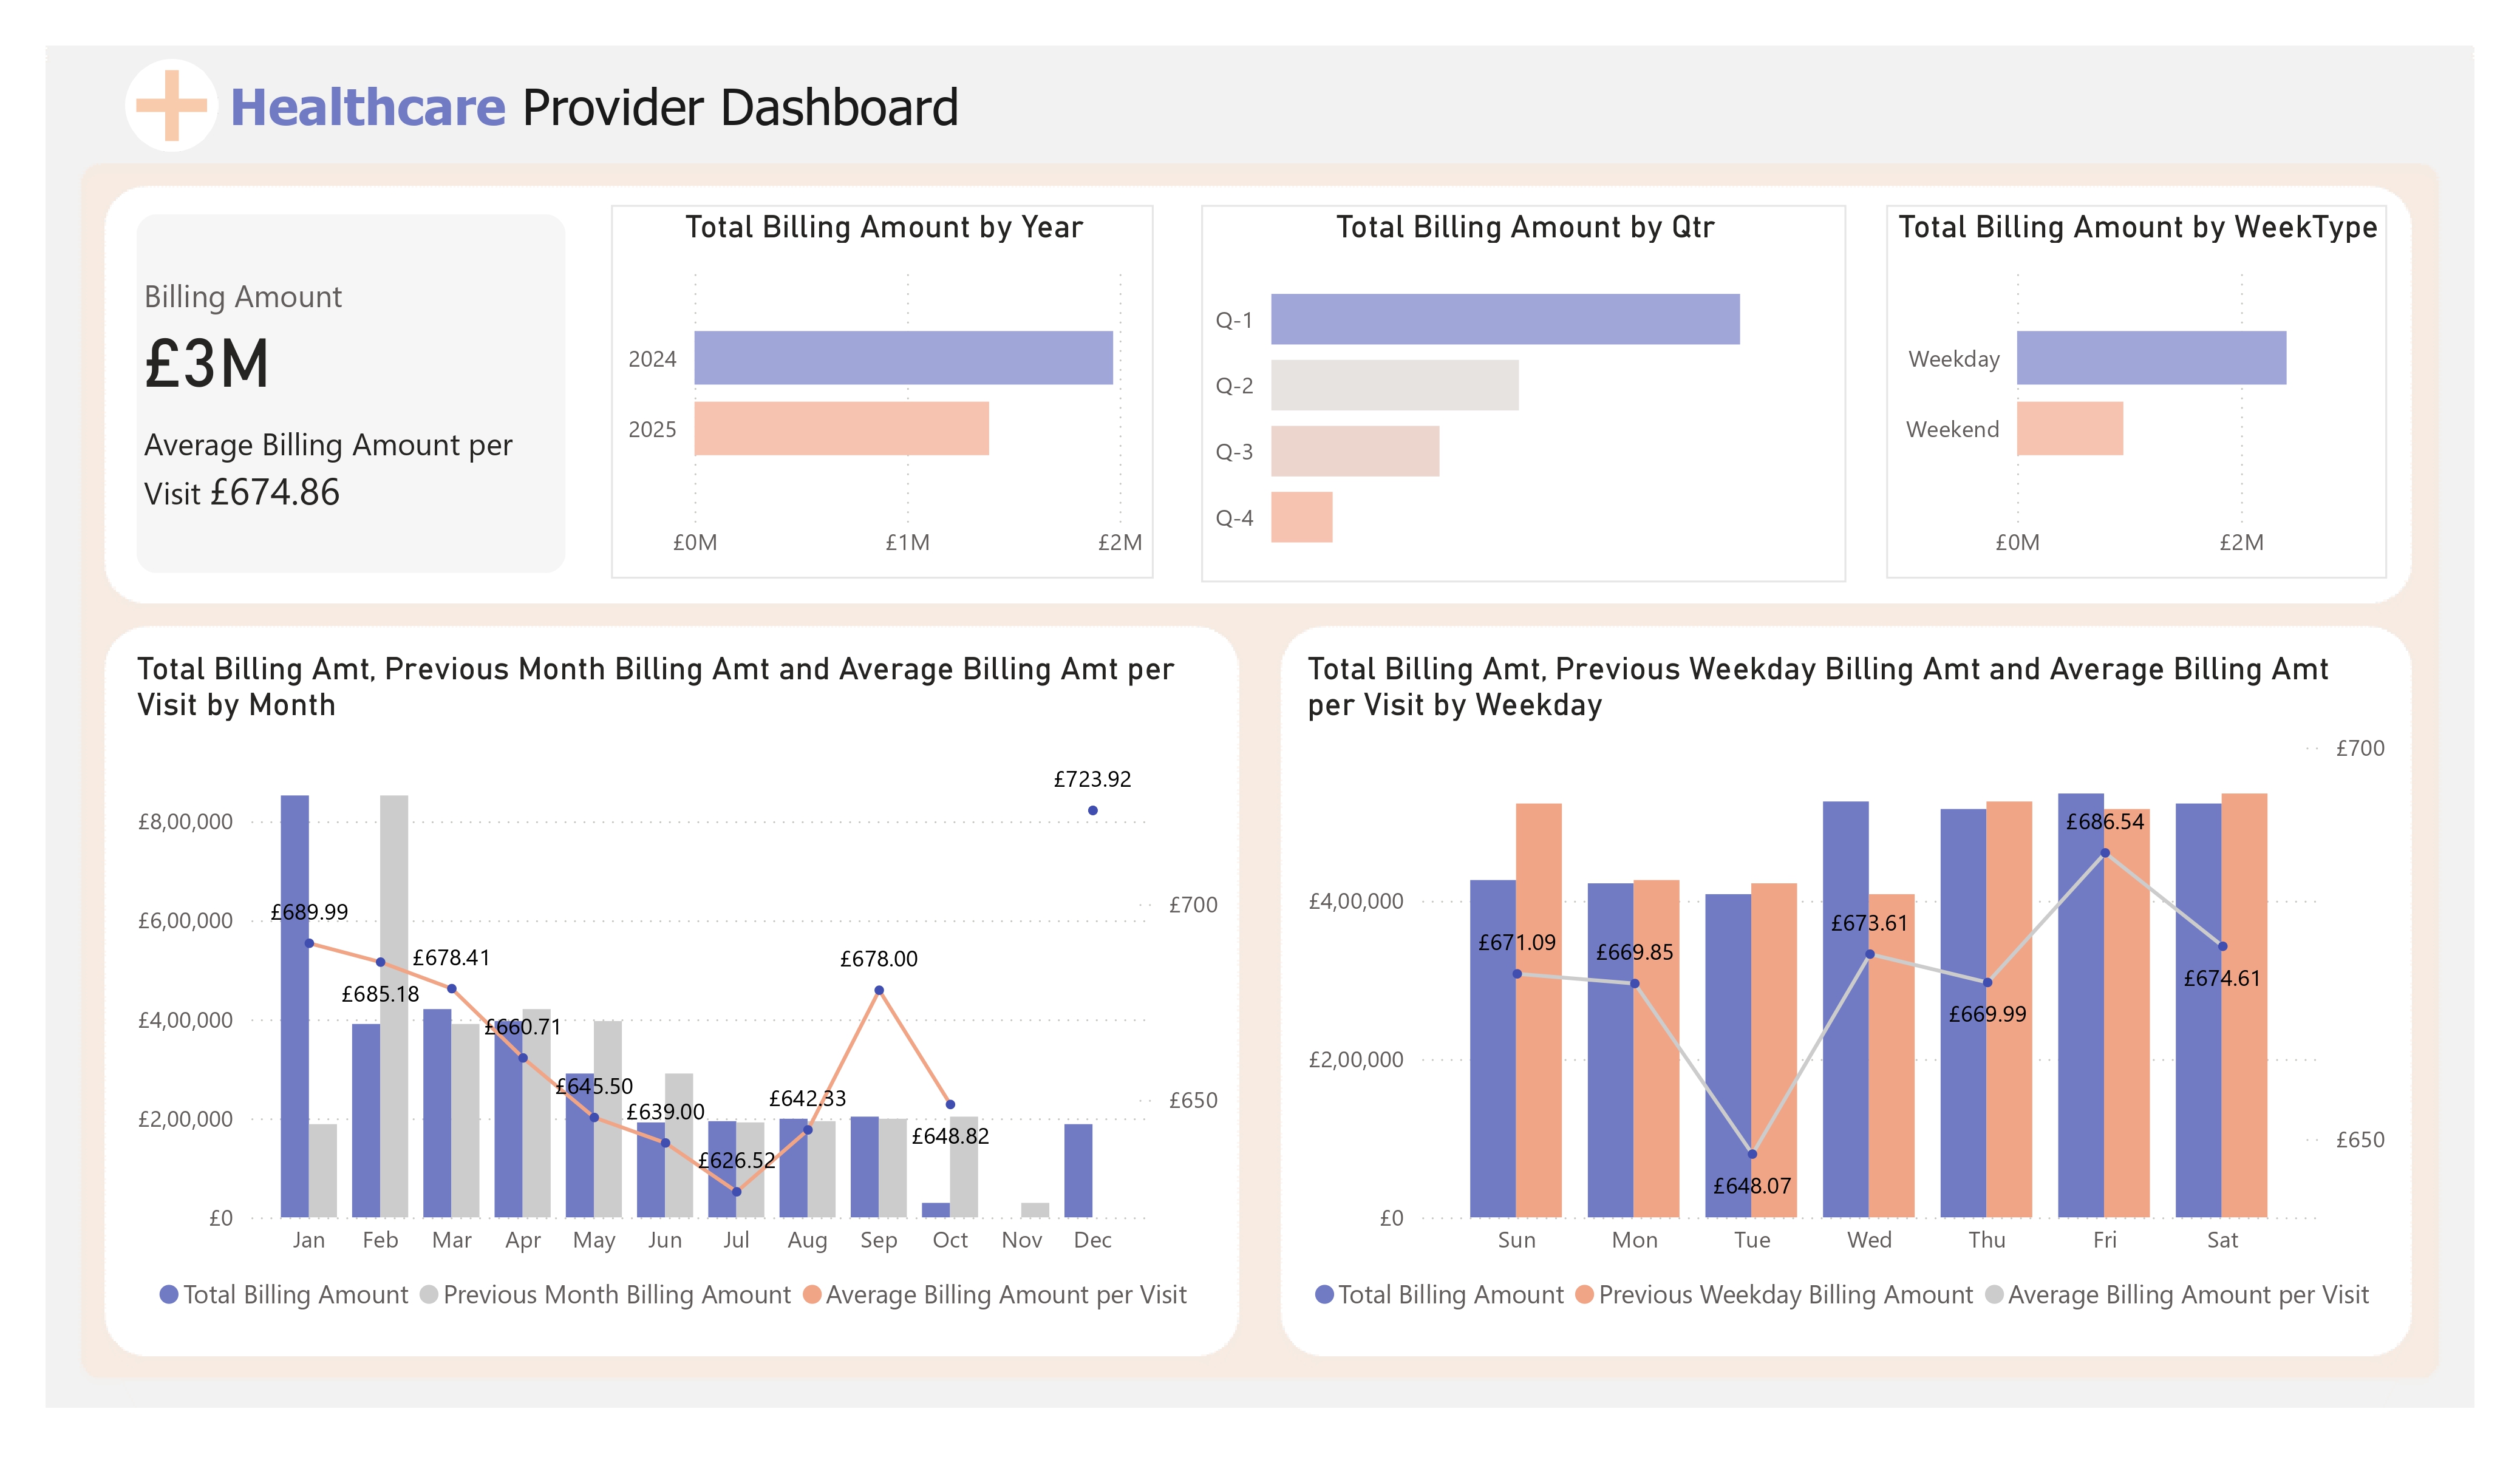 Healthcare Provider Dashboard
Billing Amount
£3M
Average Billing Amount per
Visit £674.86
Total Billing Amount by Year
2024
2025
£0M £1M £2M
Total Billing Amount by Qtr
Q-1
Q-2
Q-3
Q-4
Total Billing Amount by WeekType
Weekday
Weekend
£0M £2M
Total Billing Amt, Previous Month Billing Amt and Average Billing Amt per
Visit by Month
£723.92
£8,00,000
£700
£689.99
£6,00,000
£678.41
£678.00
£685.18
£4,00,000
£660.71
£645.50
£642.33
£650
£639.00
£2,00,000
£648.82
£626.52
£0
Jan Feb Mar Apr May Jun Jul Aug Sep Oct Nov Dec
Total Billing Amount Previous Month Billing Amount Average Billing Amount per Visit
Total Billing Amt, Previous Weekday Billing Amt and Average Billing Amt
per Visit by Weekday
£700
£686.54
£4,00,000
£673.61
£671.09
£669.85
£674.61
£669.99
£2,00,000
£650
£648.07
£0
Sun Mon Tue Wed Thu Fri Sat
Total Billing Amount Previous Weekday Billing Amount Average Billing Amount per Visit